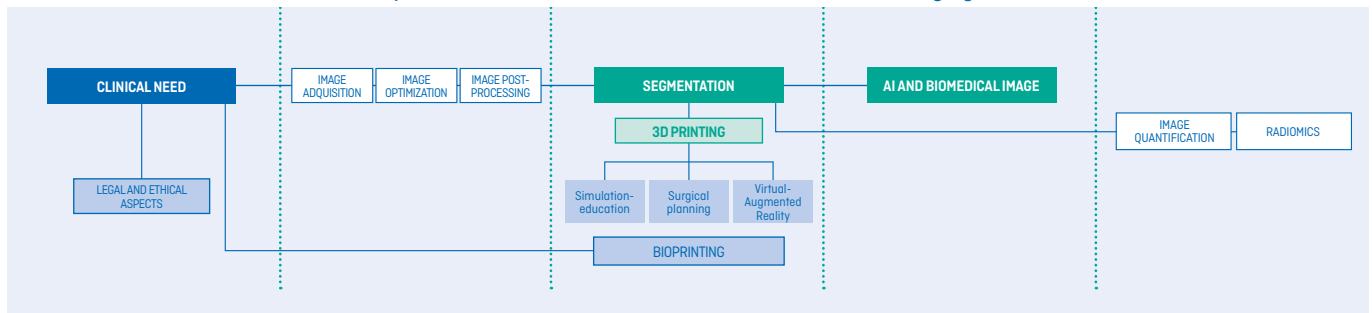 CLINICAL NEED
IMAGE
ADQUISITION
IMAGE
OPTIMIZATION
IMAGE POST-
PROCESSING
SEGMENTATION
AI AND BIOMEDICAL IMAGE
3D PRINTING
IMAGE
QUANTIFICATION
RADIOMICS
LEGAL AND ETHICAL
ASPECTS
Simulation-
education
Surgical
planning
Virtual-
Augmented
Reality
BIOPRINTING